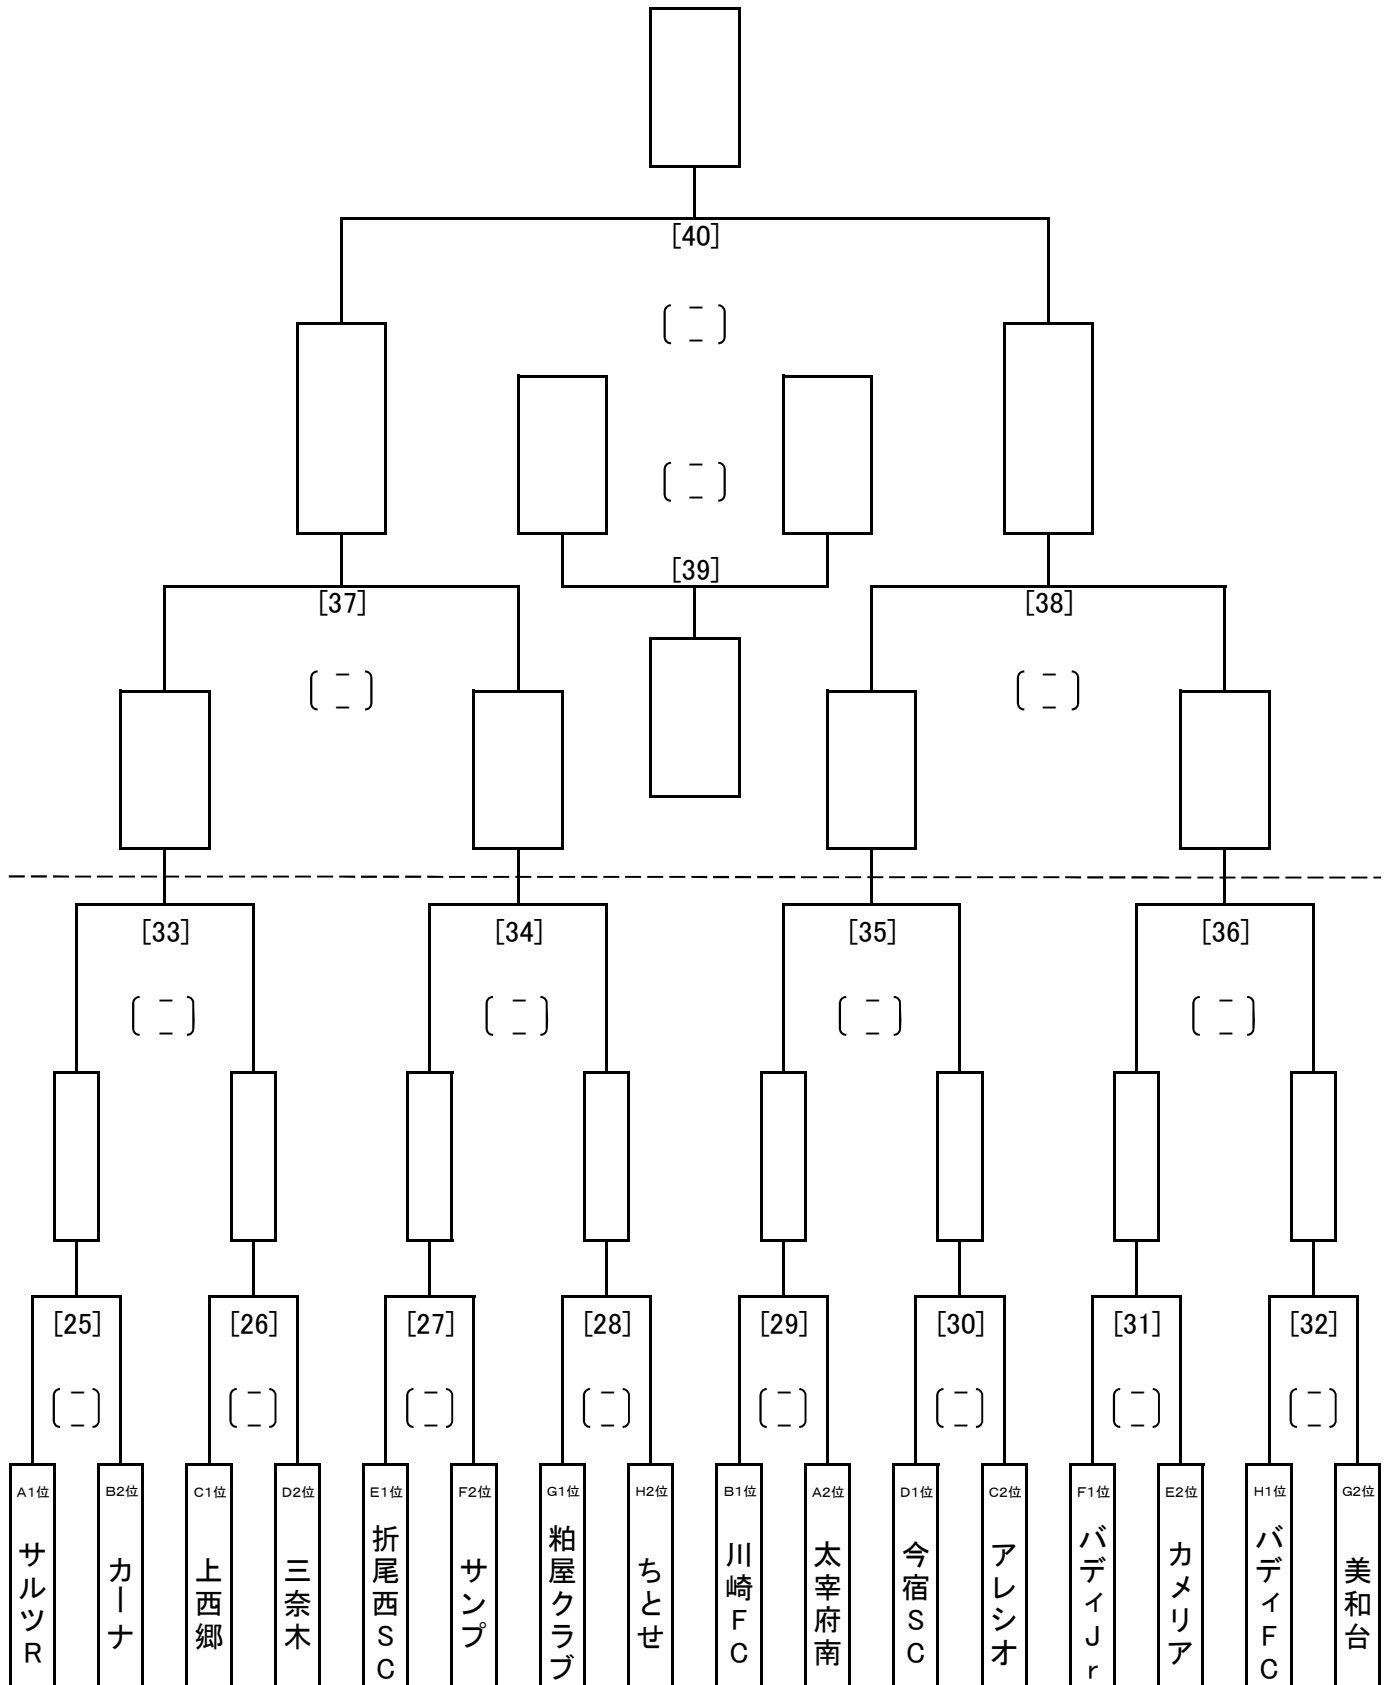 [40]
( － － )
( － － )
[39]
[37]
[38]
( － － )
( － － )
[33]
[34]
[35]
[36]
( － － )
( － － )
( － － )
( － － )
[25]
[26]
[27]
[28]
[29]
[30]
[31]
[32]
( － － )
( － － )
( － － )
( － － )
( － － )
( － － )
( － － )
( － － )
A1位
サルツR
B2位
カーナ
C1位
上西郷
D2位
三奈木
E1位
折尾西SC
F2位
サンプ
G1位
粕屋クラブ
H2位
ちとせ
B1位
川崎FC
A2位
太宰府南
D1位
今宿SC
C2位
アレシオ
F1位
バディJr
E2位
カメリア
H1位
バディFC
G2位
美和台